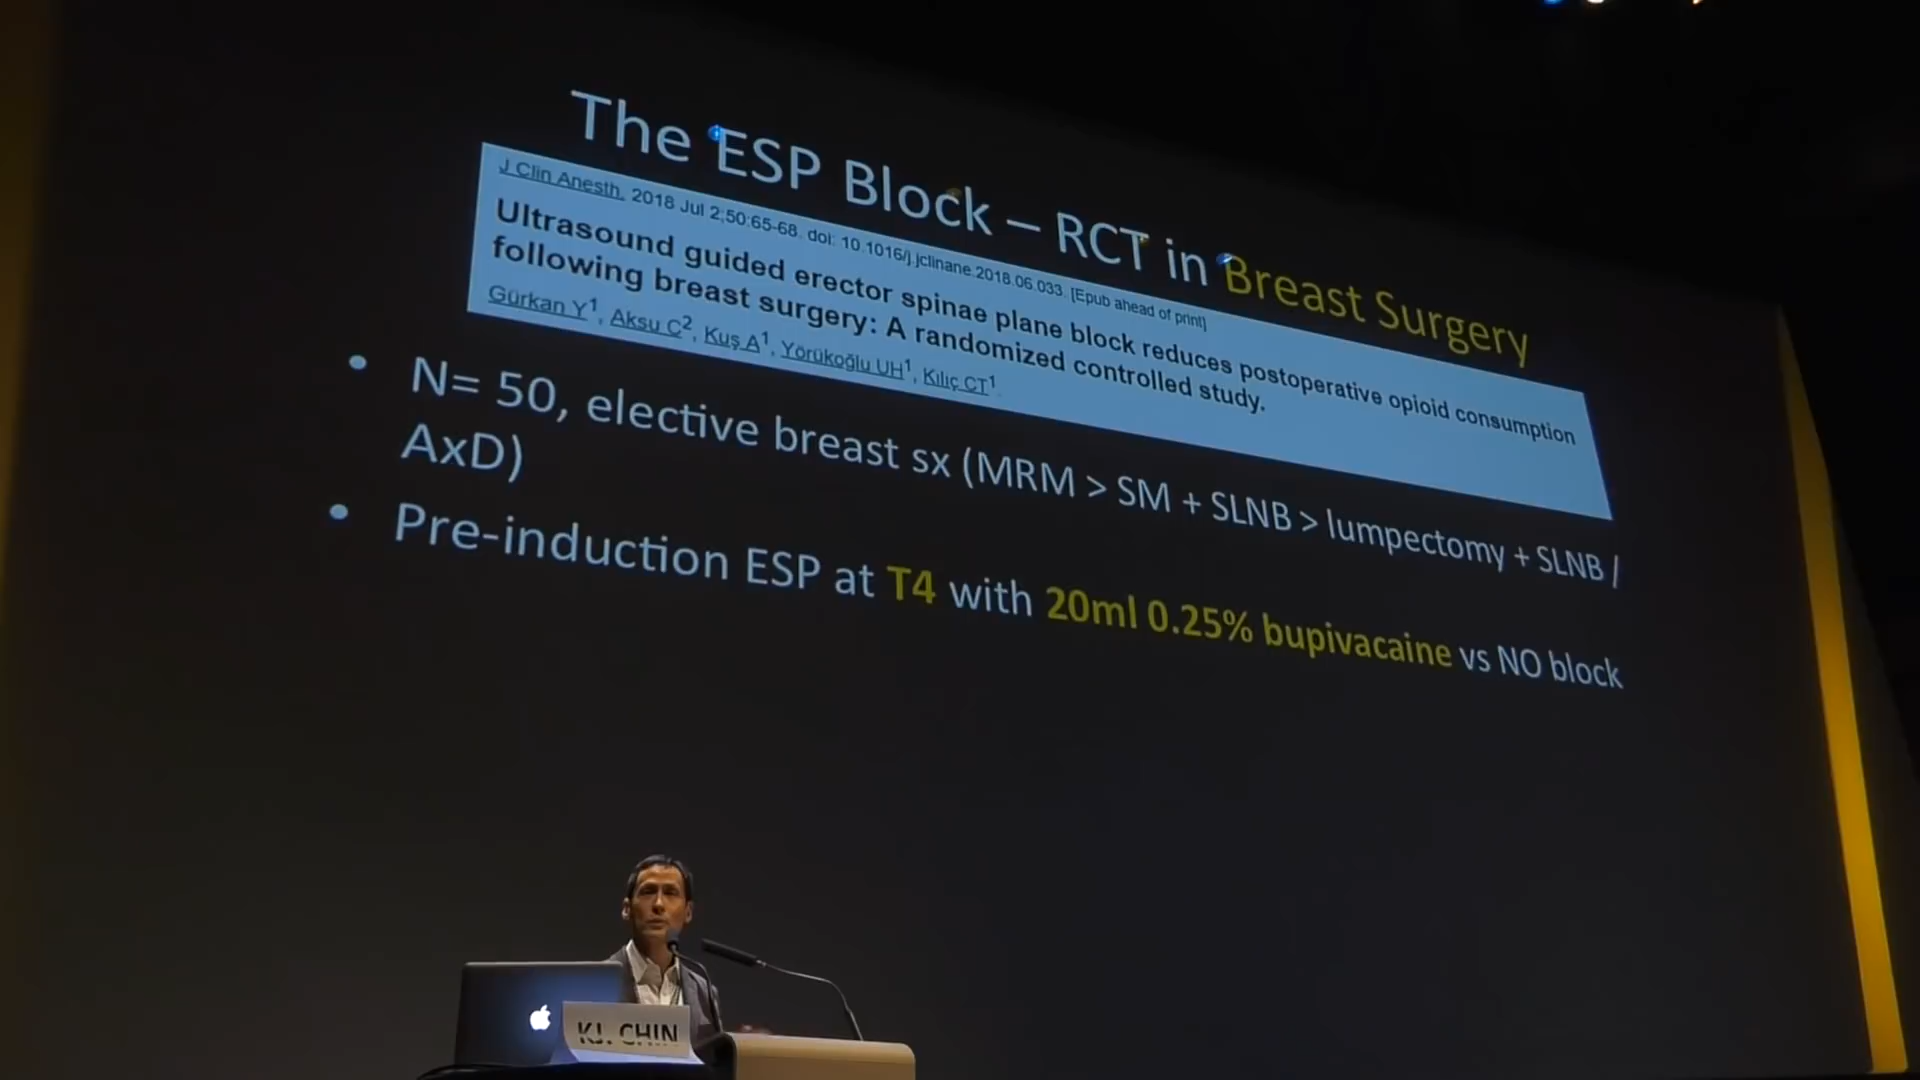 The ESP Block – RCT in Breast Surgery
J Clin Anesth. 2018 Jul 2;50:65-68. doi: 10.1016/j.jclinane.2018.06.033. [Epub ahead of print]
Ultrasound guided erector spinae plane block reduces postoperative opioid consumption
following breast surgery: A randomized controlled study.
Gürkan Y1, Aksu C2, Kuş A1, Yörükoğlu UH1, Kılıç CT1.
• N= 50, elective breast sx (MRM > SM + SLNB > lumpectomy + SLNB /
AxD)
• Pre-induction ESP at T4 with 20ml 0.25% bupivacaine vs NO block
KJ. CHIN